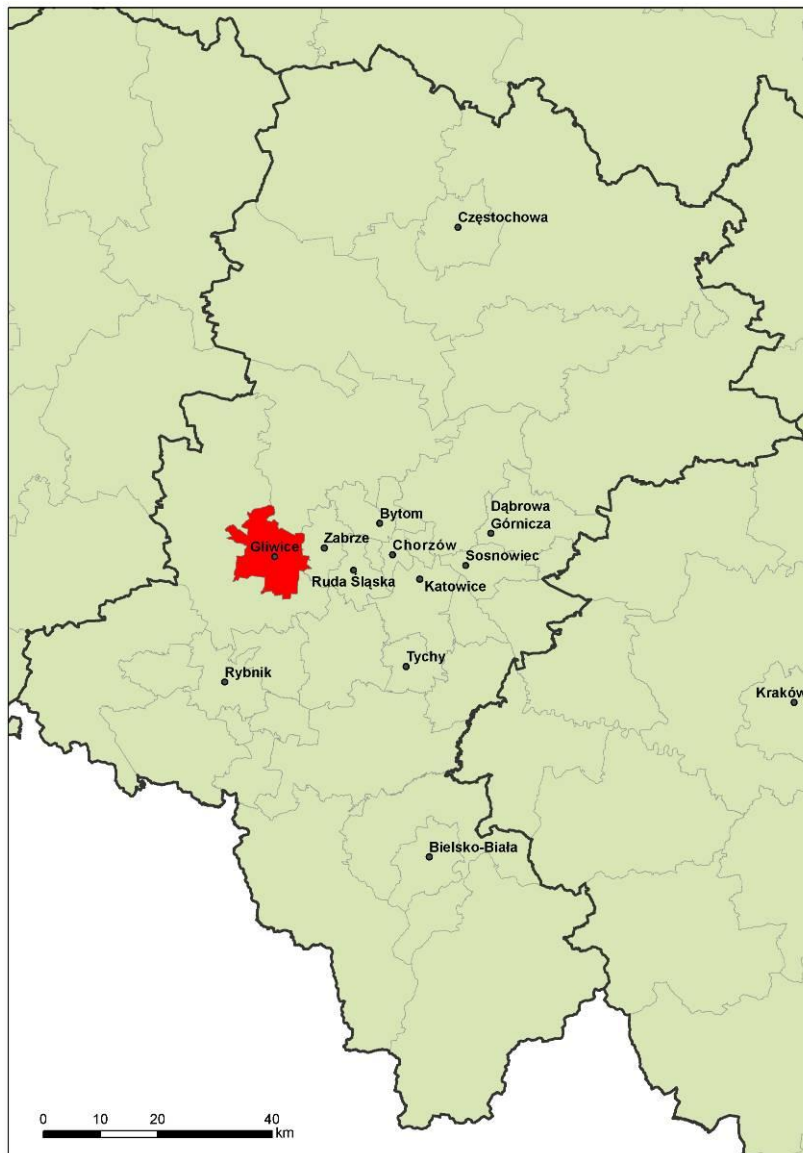 Częstochowa
Bytom
Dąbrowa
Górnicza
Gliwice
Zabrze
Chorzów
Sosnowiec
Ruda Śląska
Katowice
Tychy
Rybnik
Kraków
Bielsko-Biała
0 10 20 40
km